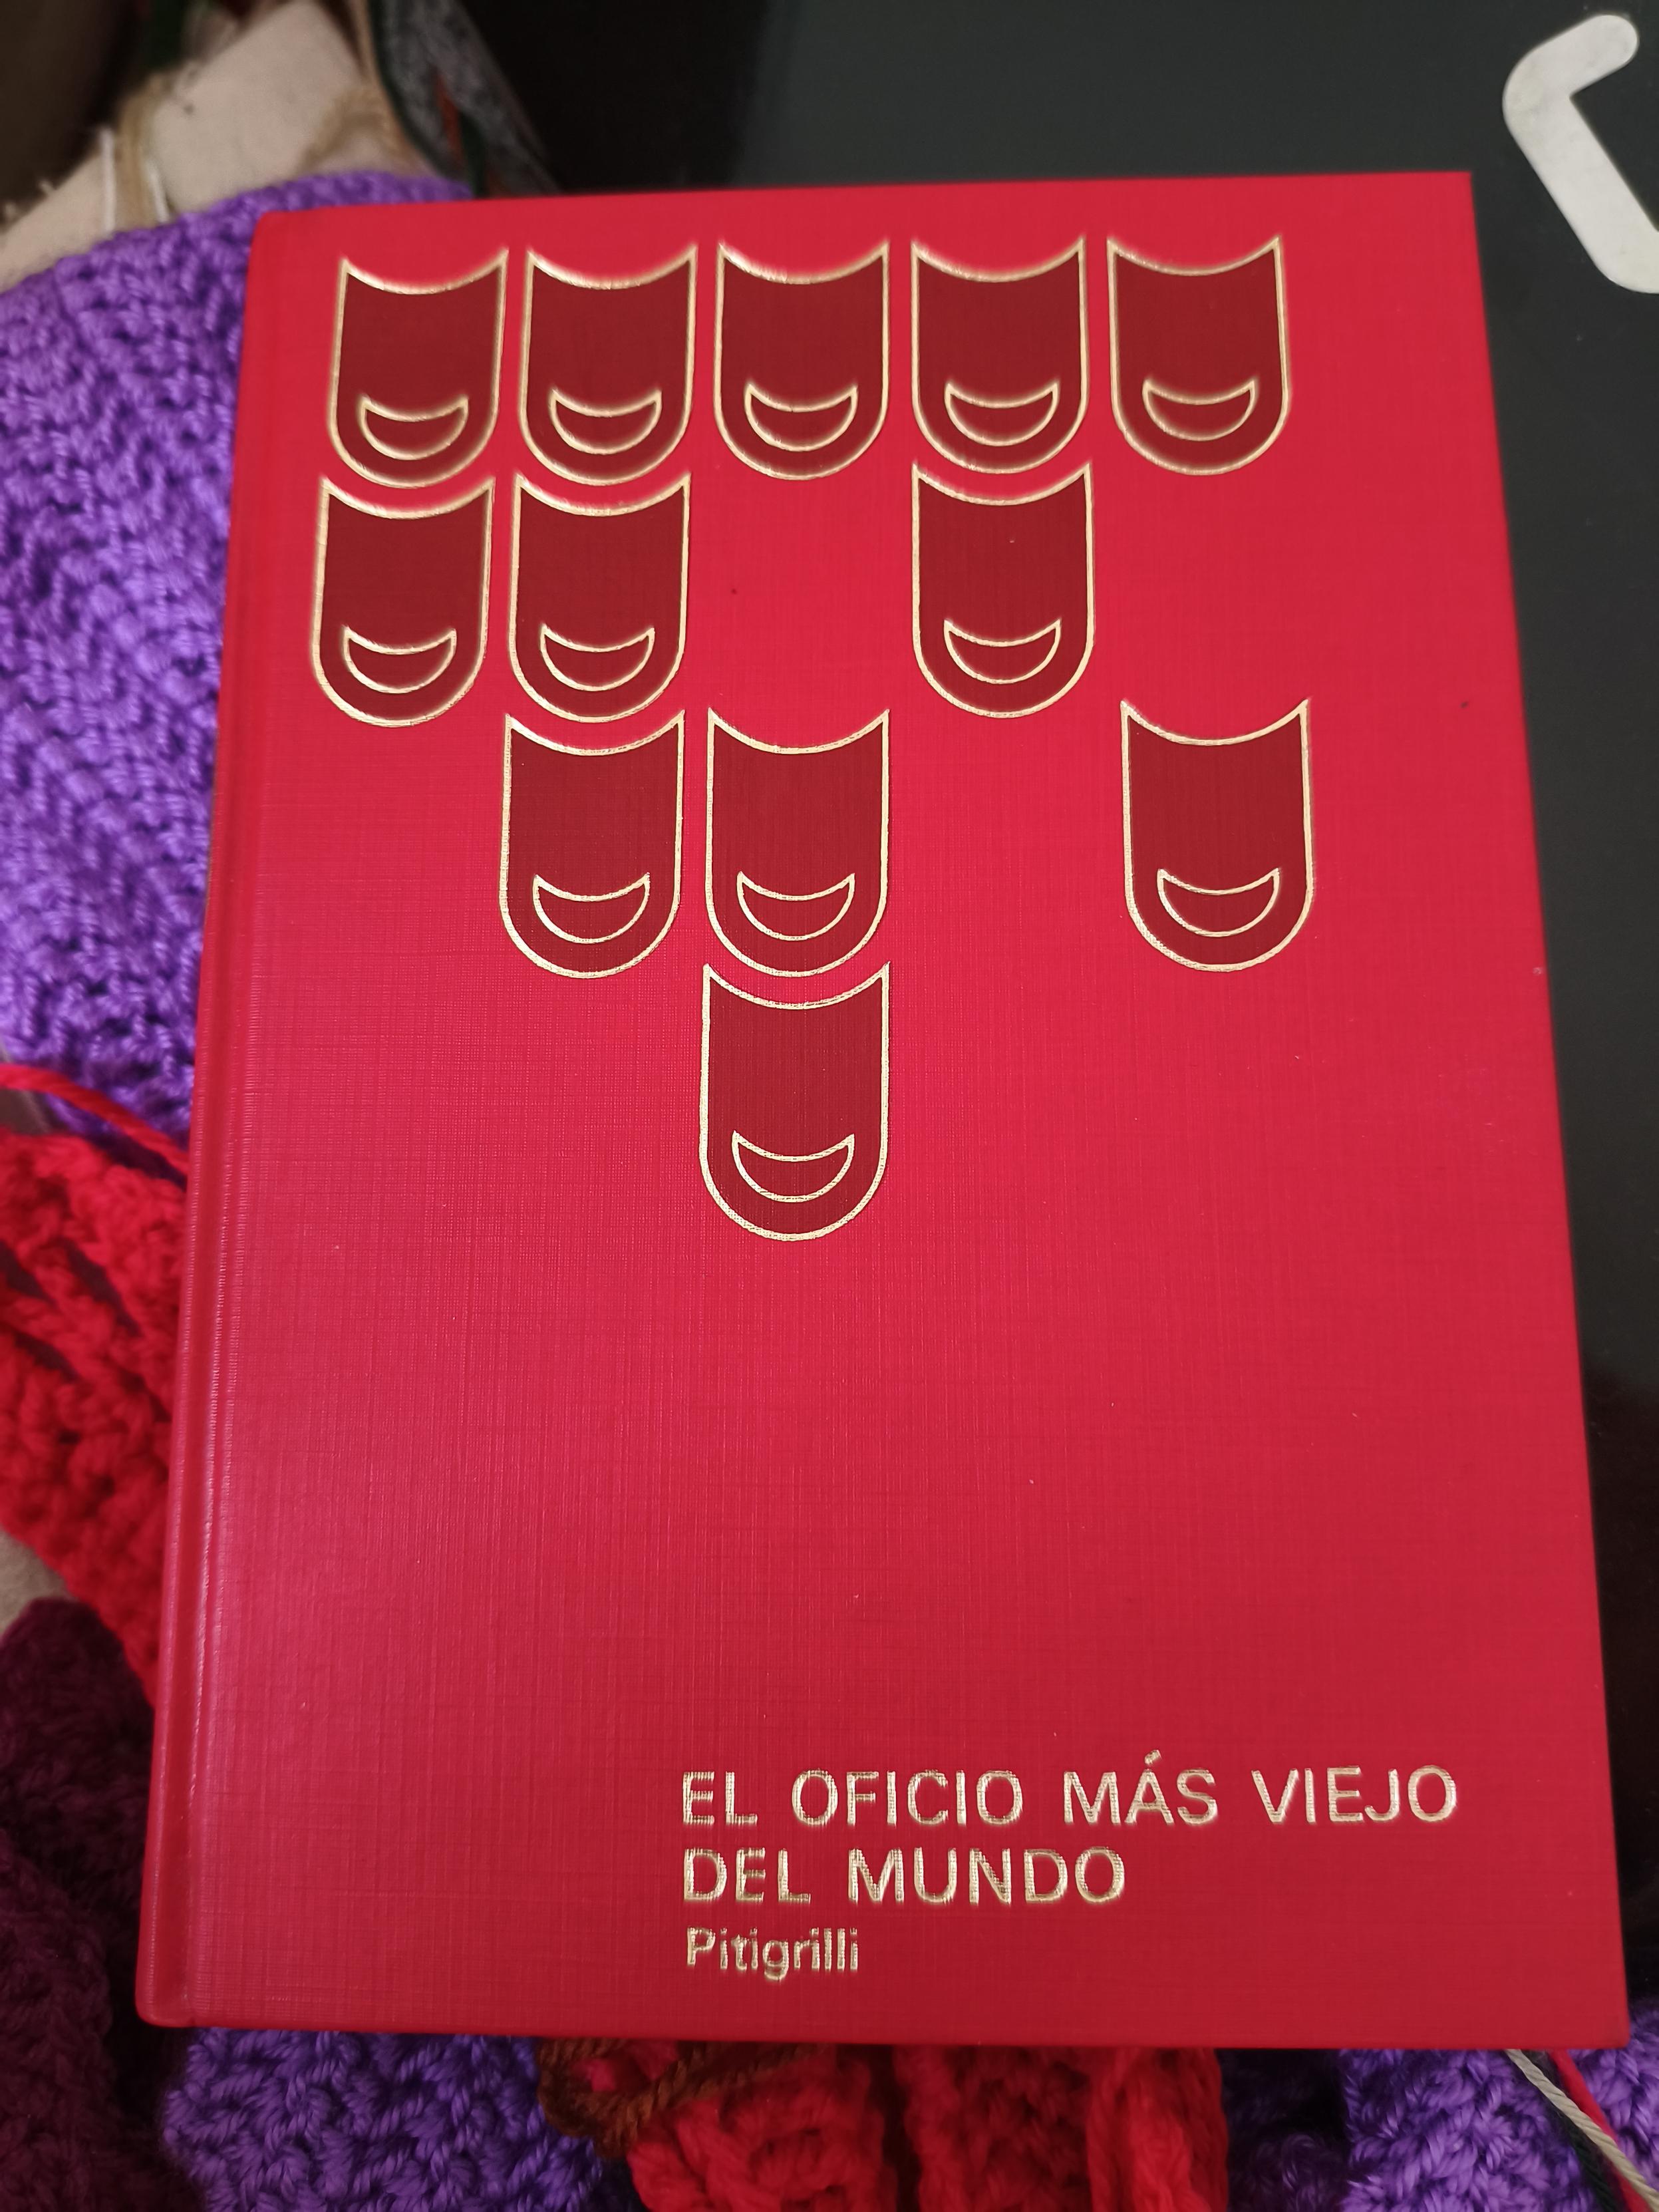 EL OFICIO MÁS VIEJO
DEL MUNDO
Pitigrilli